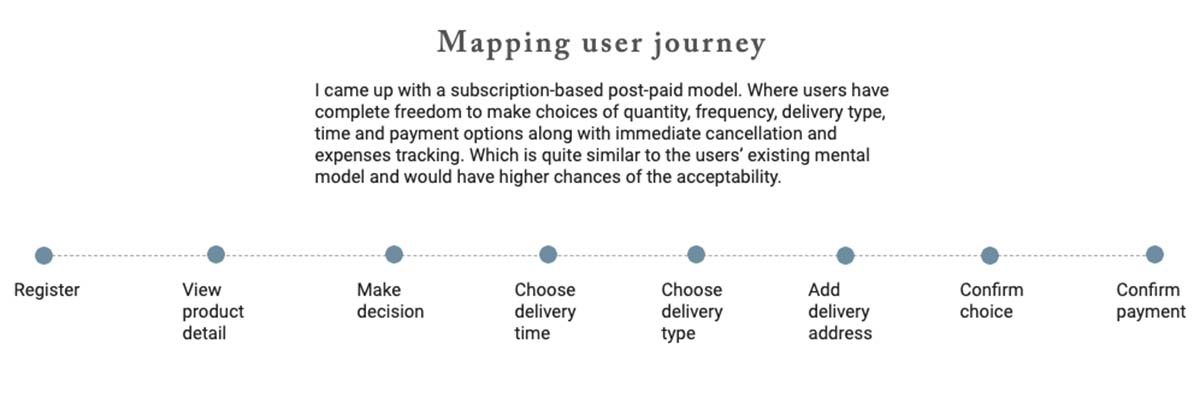 Mapping user journey
I came up with a subscription-based post-paid model. Where users have
complete freedom to make choices of quantity, frequency, delivery type,
time and payment options along with immediate cancellation and
expenses tracking. Which is quite similar to the users’ existing mental
model and would have higher chances of the acceptability.
Register
View
product
detail
Make
decision
Choose
delivery
time
Choose
delivery
type
Add
delivery
address
Confirm
choice
Confirm
payment